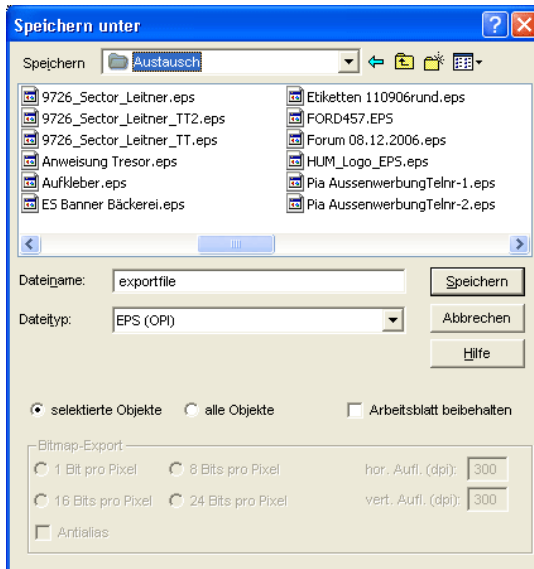 Speichern unter
Speichern Austausch
9726_Sector_Leitner.eps
9726_Sector_Leitner_TT2.eps
9726_Sector_Leitner_TT.eps
Anweisung Tresor.eps
Aufkleber.eps
ES Banner Bäckerei.eps
Etiketten 110906rund.eps
FORD457.EPS
Forum 08.12.2006.eps
HUM_Logo_EPS.eps
Pia AussenwerbungTelnr-1.eps
Pia AussenwerbungTelnr-2.eps
Dateiname: exportfile Speichern
Dateityp: EPS (OPI) Abbrechen
Hilfe
selektierte Objekte alle Objekte Arbeitsblatt beibehalten
Bitmap-Export
1 Bit pro Pixel 8 Bits pro Pixel hor. Aufl. (dpi): 300
16 Bits pro Pixel 24 Bits pro Pixel vert. Aufl. (dpi): 300
Antialias